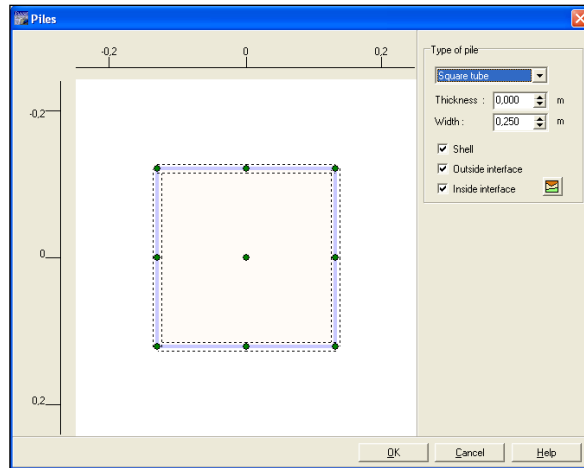 Piles
-0,2 0 0,2
-0,2
0
0,2
Type of pile
Square tube
Thickness : 0,000 m
Width : 0,250 m
Shell
Outside interface
Inside interface
OK Cancel Help